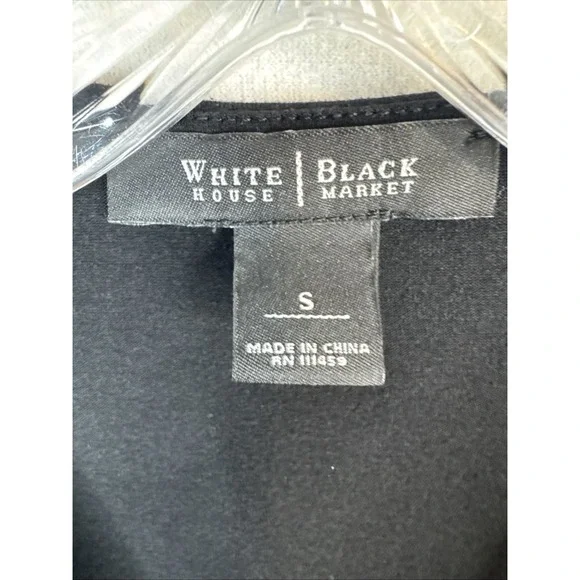 WHITE | BLACK
HOUSE | MARKET
S
MADE IN CHINA
RN 111459